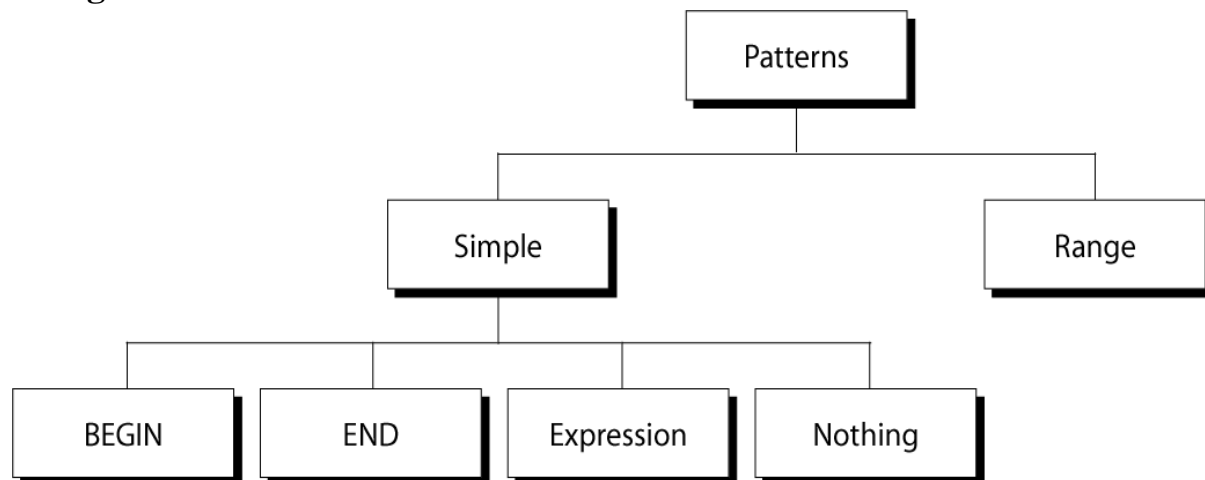 Patterns
Simple
Range
BEGIN
END
Expression
Nothing